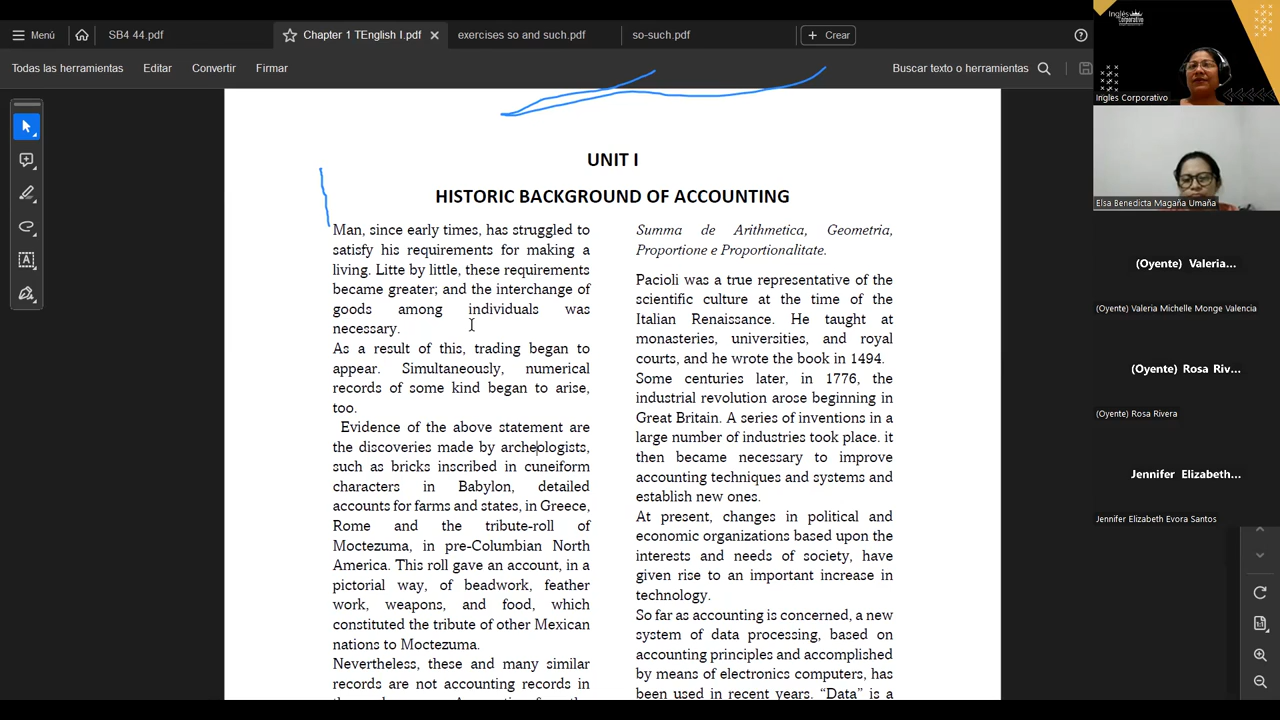 Menú
SB4 44.pdf
Chapter 1 TEnglish I.pdf
exercises so and such.pdf
so-such.pdf
Crear
Todas las herramientas
Editar
Convertir
Firmar
Buscar texto o herramientas
UNIT I
HISTORIC BACKGROUND OF ACCOUNTING
Man, since early times, has struggled to
satisfy his requirements for making a
living. Litte by little, these requirements
became greater; and the interchange of
goods among individuals was
necessary.
As a result of this, trading began to
appear. Simultaneously, numerical
records of some kind began to arise,
too.
Evidence of the above statement are
the discoveries made by archeologists,
such as bricks inscribed in cuneiform
characters in Babylon, detailed
accounts for farms and states, in Greece,
Rome and the tribute-roll of
Moctezuma, in pre-Columbian North
America. This roll gave an account, in a
pictorial way, of beadwork, feather
work, weapons, and food, which
constituted the tribute of other Mexican
nations to Moctezuma.
Nevertheless, these and many similar
records are not accounting records in
Summa de Arithmetica, Geometria,
Proportione e Proportionalitate.
Pacioli was a true representative of the
scientific culture at the time of the
Italian Renaissance. He taught at
monasteries, universities, and royal
courts, and he wrote the book in 1494.
Some centuries later, in 1776, the
industrial revolution arose beginning in
Great Britain. A series of inventions in a
large number of industries took place. it
then became necessary to improve
accounting techniques and systems and
establish new ones.
At present, changes in political and
economic organizations based upon the
interests and needs of society, have
given rise to an important increase in
technology.
So far as accounting is concerned, a new
system of data processing, based on
accounting principles and accomplished
by means of electronics computers, has
been used in recent years. “Data” is a
Inglés
Corporativo
Ingles Corporativo
Elsa Benedicta Magaña Umaña
(Oyente) Valeria...
(Oyente) Valeria Michelle Monge Valencia
(Oyente) Rosa Riv...
(Oyente) Rosa Rivera
Jennifer Elizabeth...
Jennifer Elizabeth Evora Santos